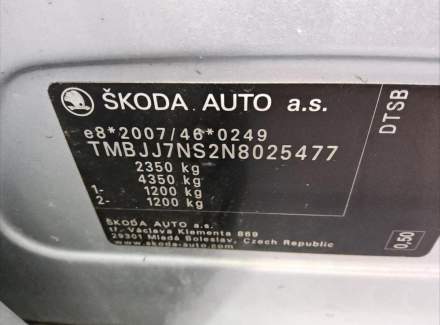 ŠKODA AUTO a.s.
e8*2007/46*0249
TMBJJ7NS2N8025477
2350 kg
4350 kg
1- 1200 kg
2- 1200 kg
ŠKODA AUTO a.s.
tř. Václava Klementa 869
29301 Mladá Boleslav, Czech Republic
www.skoda-auto.com
DTSB
0,50